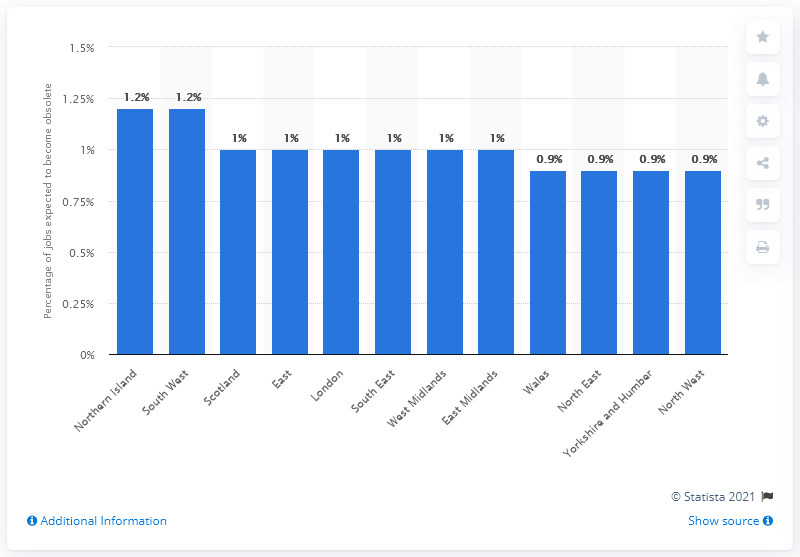 1.5%
1.25%
1%
0.75%
0.5%
0.25%
0%
Percentage of jobs expected to become obsolete
1.2%
1.2%
1%
1%
1%
1%
1%
1%
0.9%
0.9%
0.9%
0.9%
Northern Island
South West
Scotland
East
London
South East
West Midlands
East Midlands
Wales
North East
Yorkshire and Humber
North West
© Statista 2021
Additional Information
Show source